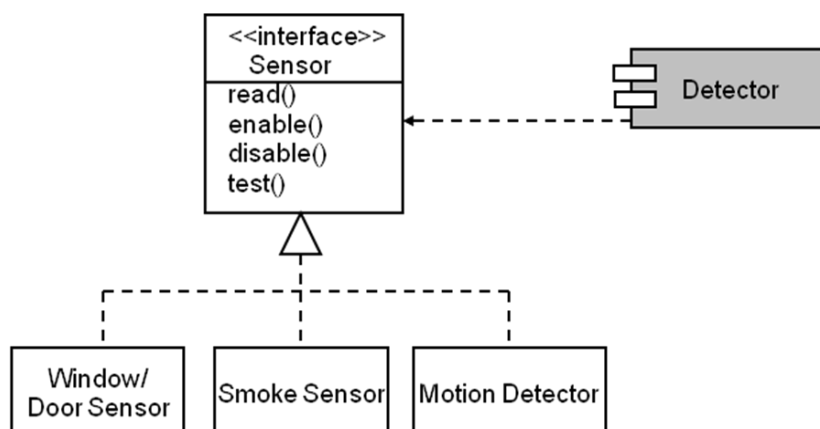 <<interface>>
Sensor
read()
enable()
disable()
test()
Detector
Window/
Door Sensor
Smoke Sensor
Motion Detector